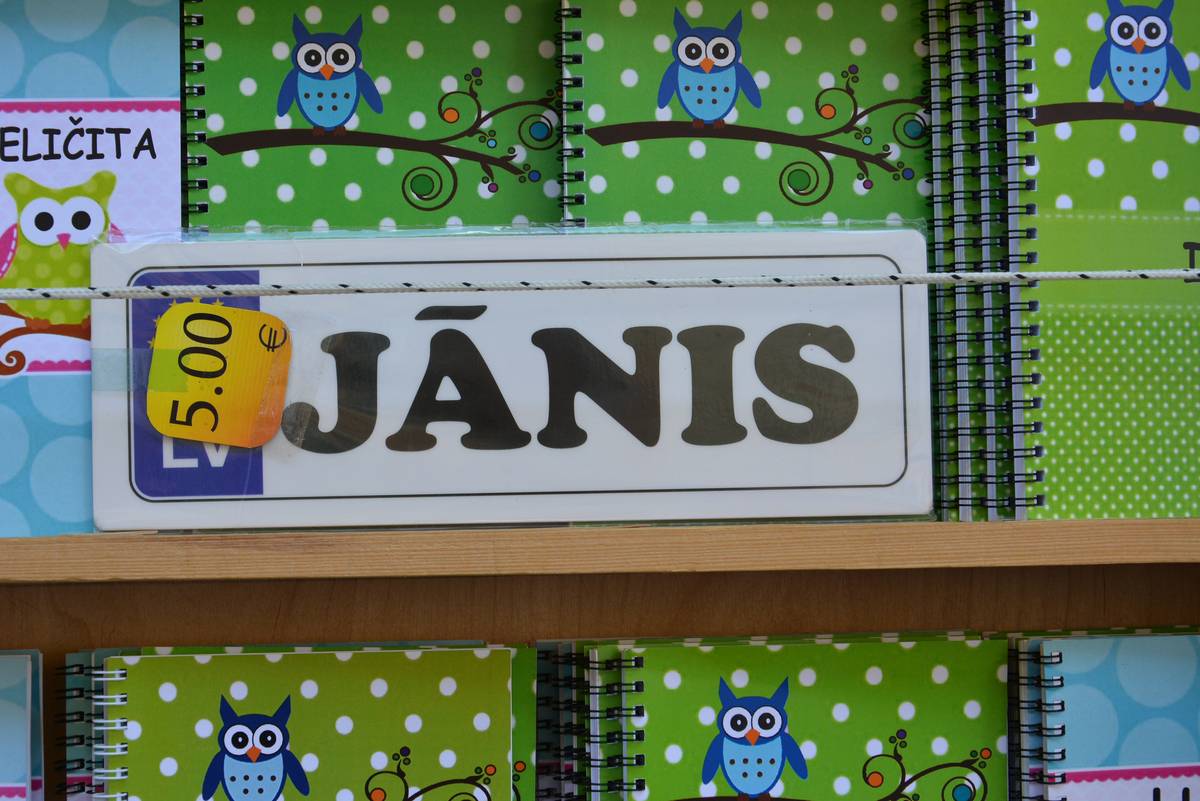 ELIČITA
5.00 €
LV
JĀNIS